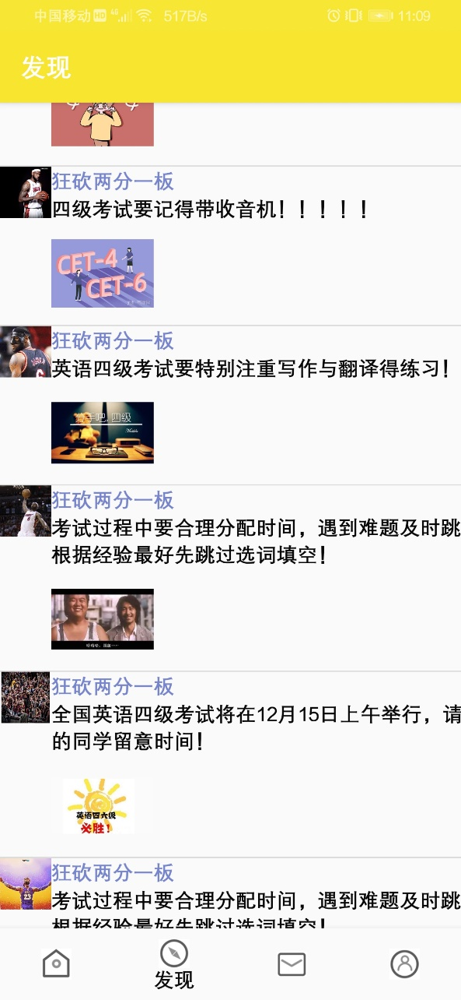 中国移动 HD 4G 517B/s 11:09
发现
狂砍两分一板
四级考试要记得带收音机！！！！！
CET-4
CET-6
狂砍两分一板
英语四级考试要特别注重写作与翻译得练习！
分手吧，四级
狂砍两分一板
考试过程中要合理分配时间，遇到难题及时跳
根据经验最好先跳过选词填空！
狂砍两分一板
全国英语四级考试将在12月15日上午举行，请
的同学留意时间！
英语四六级
必胜！
狂砍两分一板
23
考试过程中要合理分配时间，遇到难题及时跳
根据经验最好先跳过选词填空！
发现